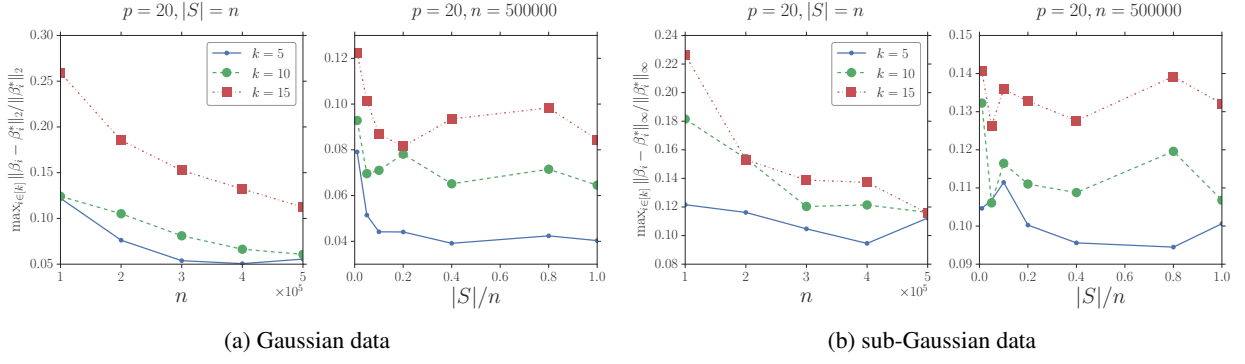 p = 20, |S| = n
p = 20, n = 500000
p = 20, |S| = n
p = 20, n = 500000
max_{i∈[k]} ||β_i − β_i^*||_2/||β_i^*||_2
0.30
0.25
0.20
0.15
0.10
0.05
k = 5
k = 10
k = 15
1 2 3 4 5
×10^5
n
0.12
0.10
0.08
0.06
0.04
0.0 0.2 0.4 0.6 0.8 1.0
|S|/n
max_{i∈[k]} ||β_i − β_i^*||_∞/||β_i^*||_∞
0.24
0.22
0.20
0.18
0.16
0.14
0.12
0.10
0.08
k = 5
k = 10
k = 15
1 2 3 4 5
×10^5
n
0.15
0.14
0.13
0.12
0.11
0.10
0.09
0.0 0.2 0.4 0.6 0.8 1.0
|S|/n
(a) Gaussian data
(b) sub-Gaussian data